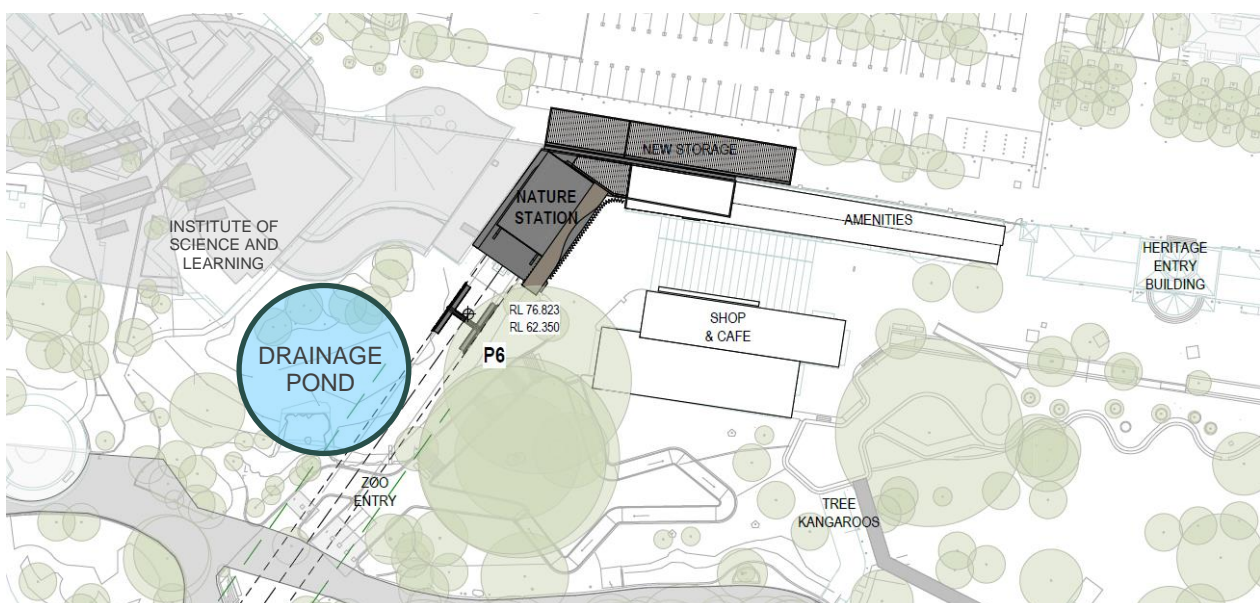 NEW STORAGE
NATURE
STATION
AMENITIES
INSTITUTE OF
SCIENCE AND
LEARNING
HERITAGE
ENTRY
BUILDING
RL 76.823
RL 62.350
SHOP
& CAFE
P6
DRAINAGE
POND
ZOO
ENTRY
TREE
KANGAROOS